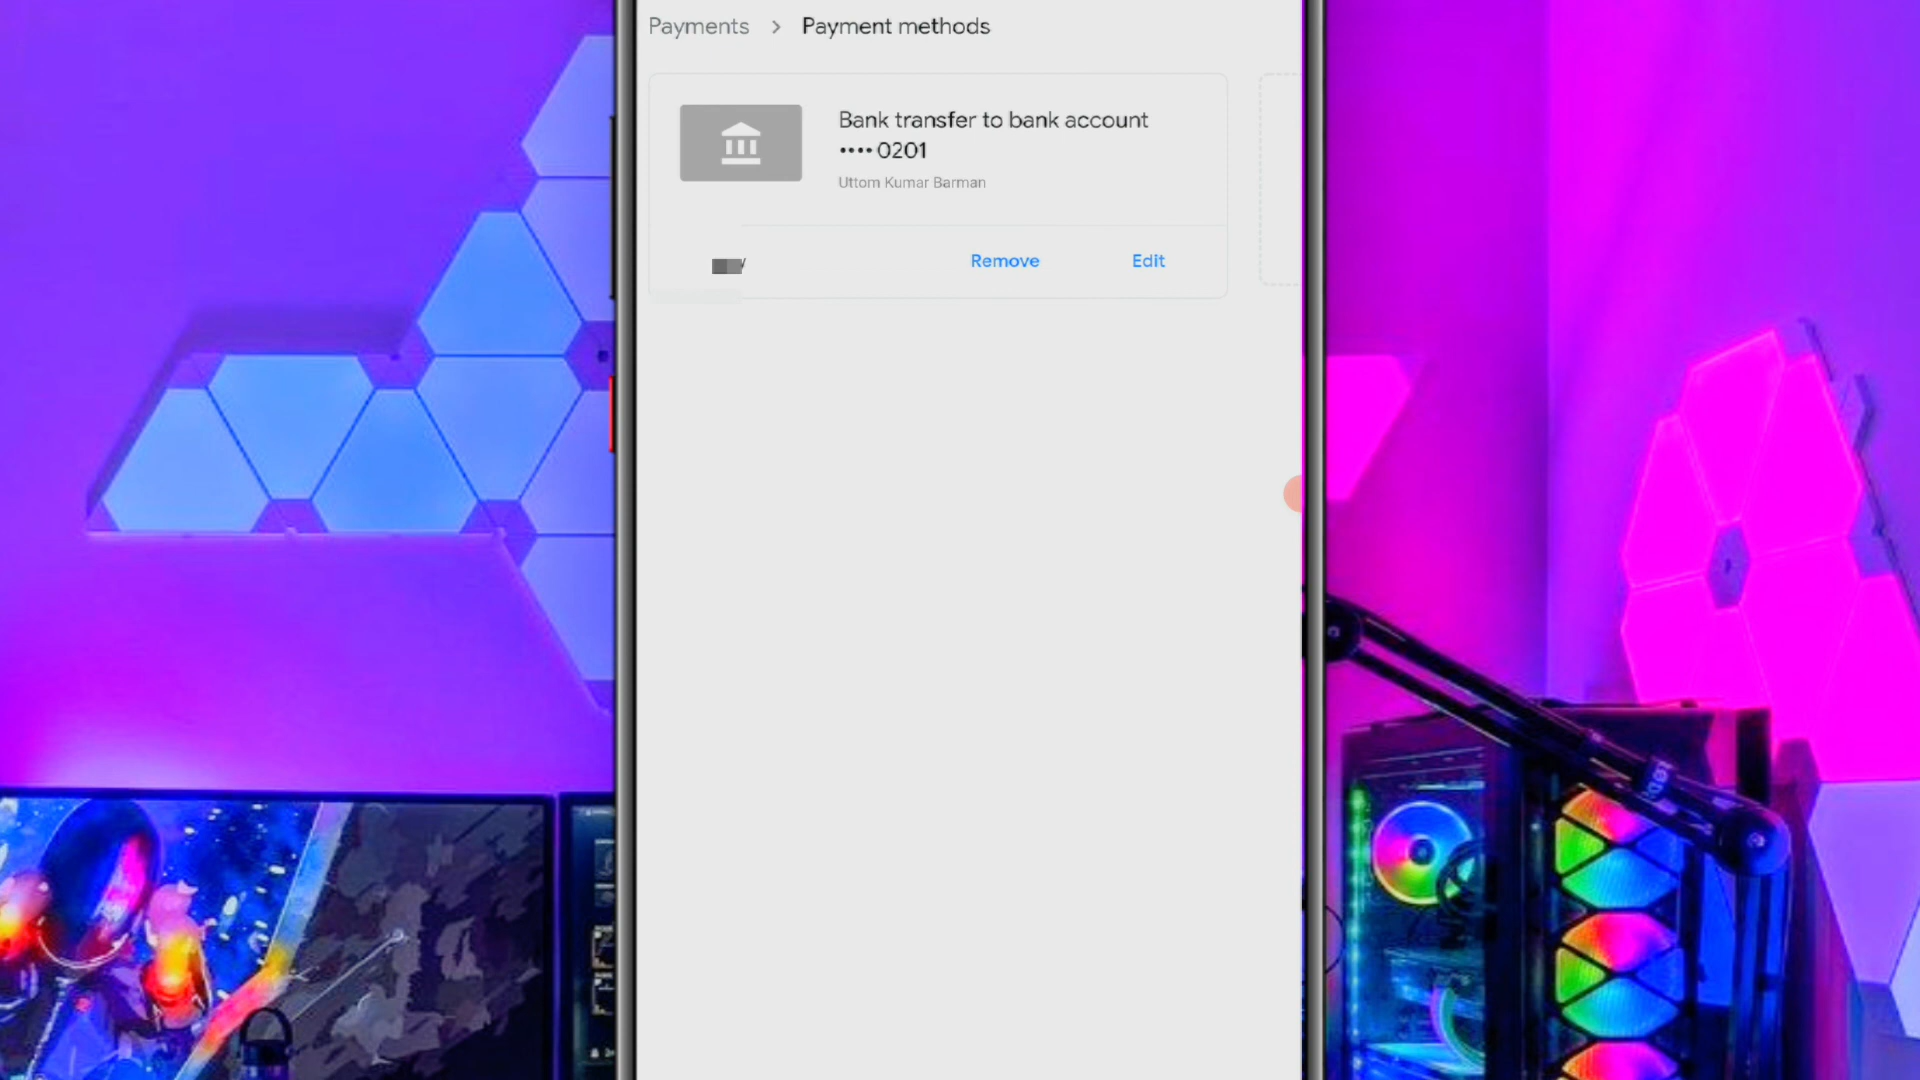 Payments > Payment methods
Bank transfer to bank account
•••• 0201
Uttom Kumar Barman
Remove Edit